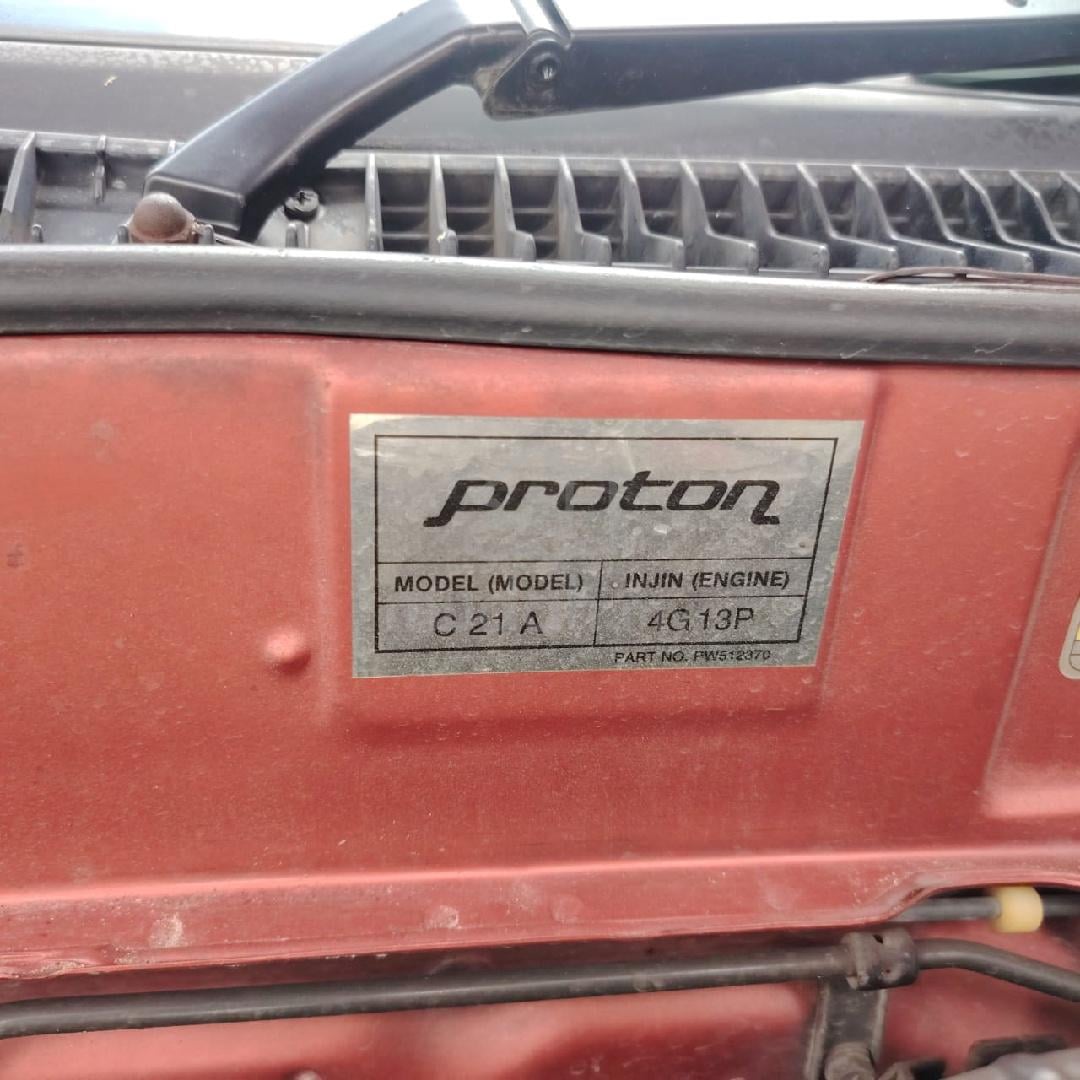 proton
MODEL (MODEL) INJIN (ENGINE)
C 21 A 4G13P
PART NO. PW512370